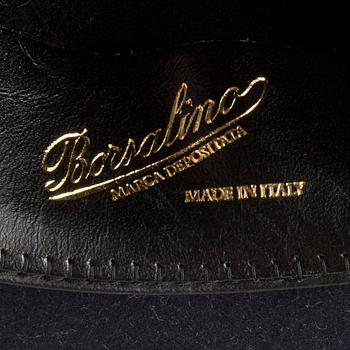 Borsalino
MARCA DEPOSITATA
MADE IN ITALY